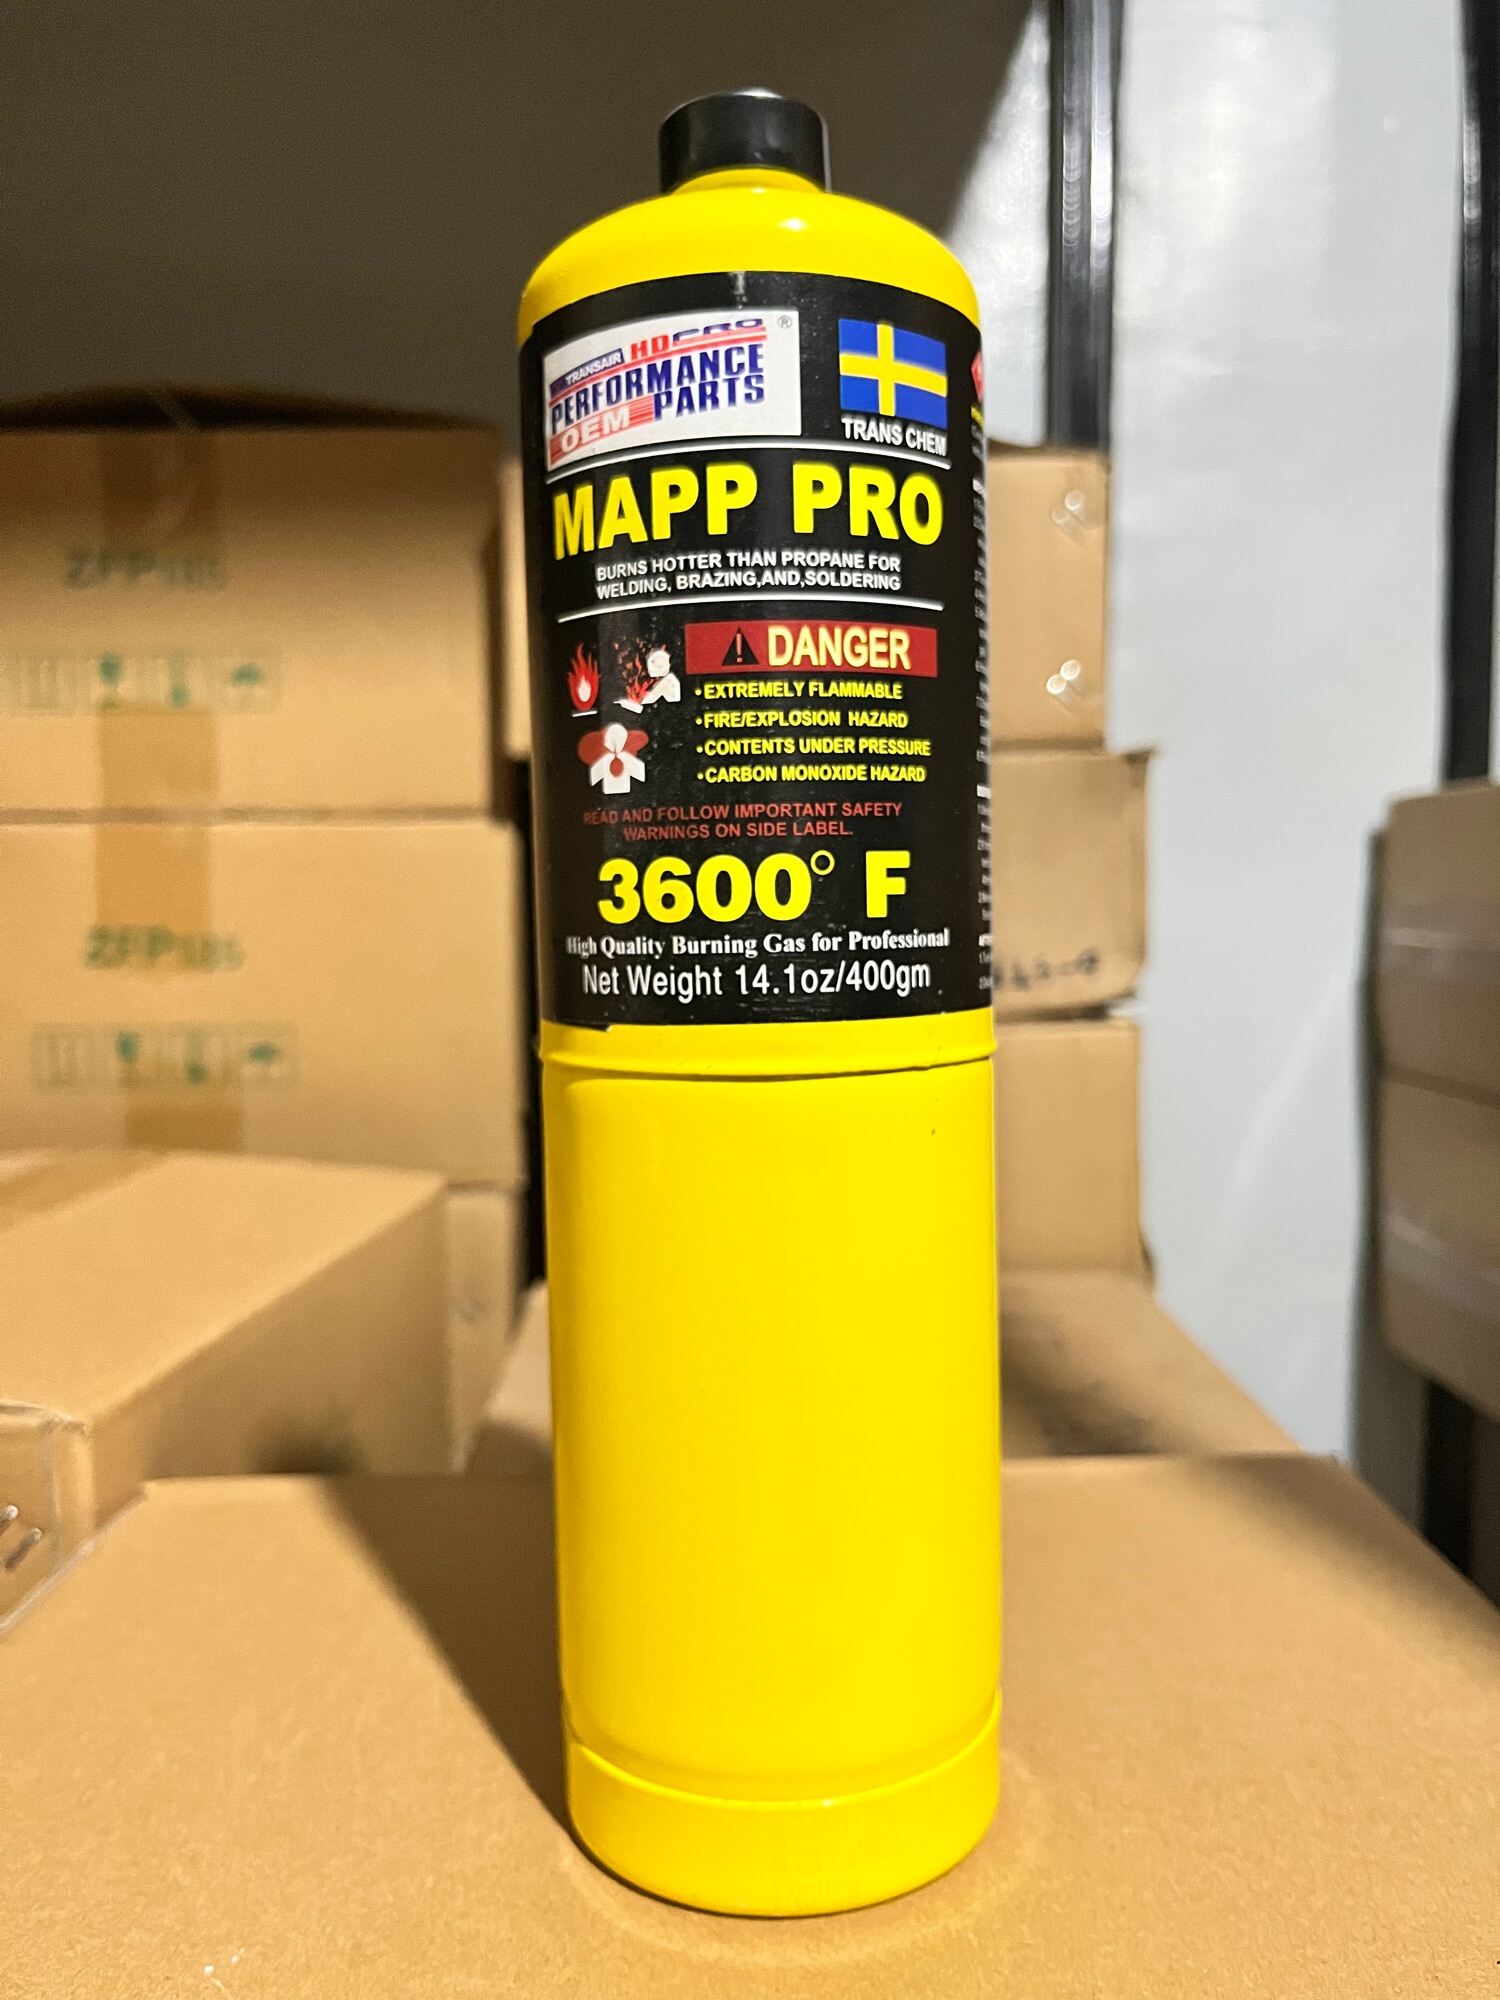 TRANSAIR HD PRO ®
PERFORMANCE
OEM PARTS
TRANS CHEM
MAPP PRO
BURNS HOTTER THAN PROPANE FOR
WELDING, BRAZING,AND,SOLDERING
DANGER
•EXTREMELY FLAMMABLE
•FIRE/EXPLOSION HAZARD
•CONTENTS UNDER PRESSURE
•CARBON MONOXIDE HAZARD
READ AND FOLLOW IMPORTANT SAFETY
WARNINGS ON SIDE LABEL.
3600° F
High Quality Burning Gas for Professional
Net Weight 14.1oz/400gm